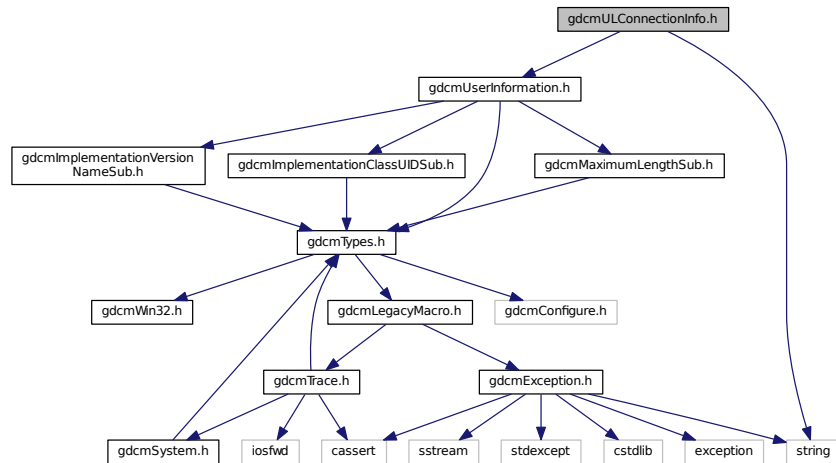 gdcmULConnectionInfo.h
gdcmUserInformation.h
gdcmImplementationVersion
NameSub.h
gdcmImplementationClassUIDSub.h
gdcmMaximumLengthSub.h
gdcmTypes.h
gdcmWin32.h
gdcmLegacyMacro.h
gdcmConfigure.h
gdcmTrace.h
gdcmException.h
gdcmSystem.h
iosfwd
cassert
sstream
stdexcept
cstdlib
exception
string